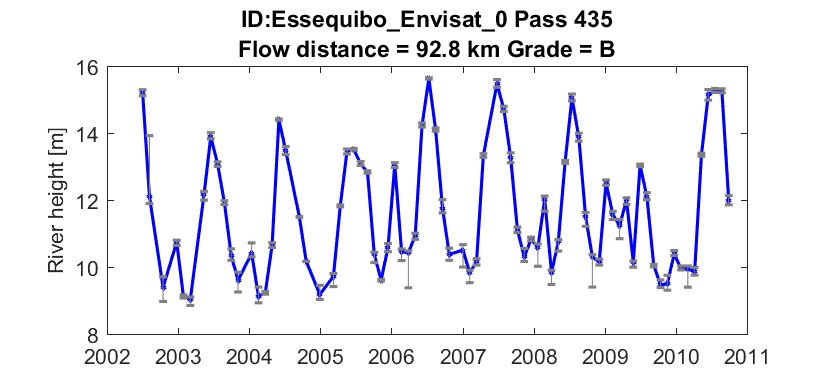 ID:Essequibo_Envisat_0 Pass 435
Flow distance = 92.8 km Grade = B
River height [m]
16
14
12
10
8
2002 2003 2004 2005 2006 2007 2008 2009 2010 2011